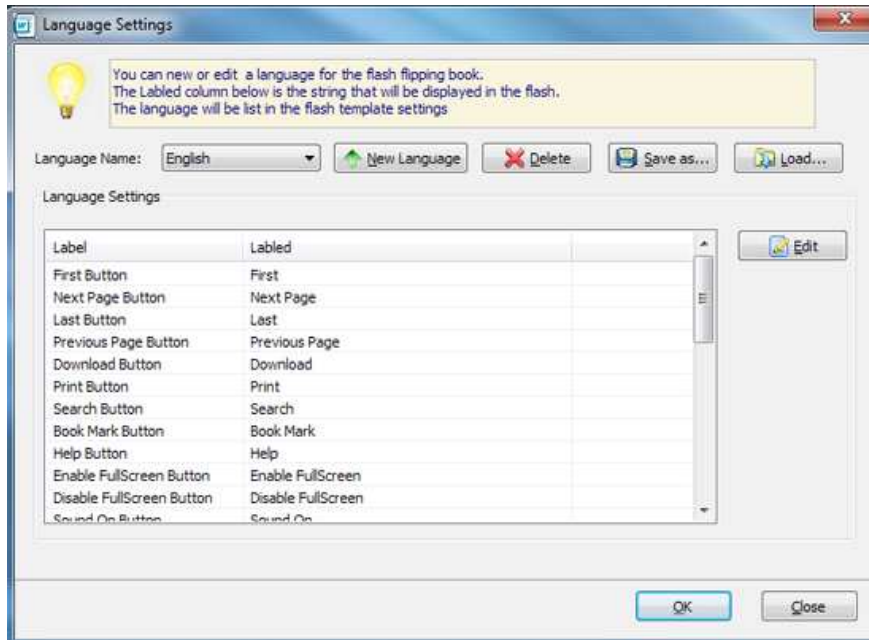 Language Settings
You can new or edit a language for the flash flipping book.
The Labled column below is the string that will be displayed in the flash.
The language will be list in the flash template settings
Language Name: English New Language Delete Save as... Load...
Language Settings
Label Labled
Edit
First Button First
Next Page Button Next Page
Last Button Last
Previous Page Button Previous Page
Download Button Download
Print Button Print
Search Button Search
Book Mark Button Book Mark
Help Button Help
Enable FullScreen Button Enable FullScreen
Disable FullScreen Button Disable FullScreen
Sound On Button Sound On
OK Close